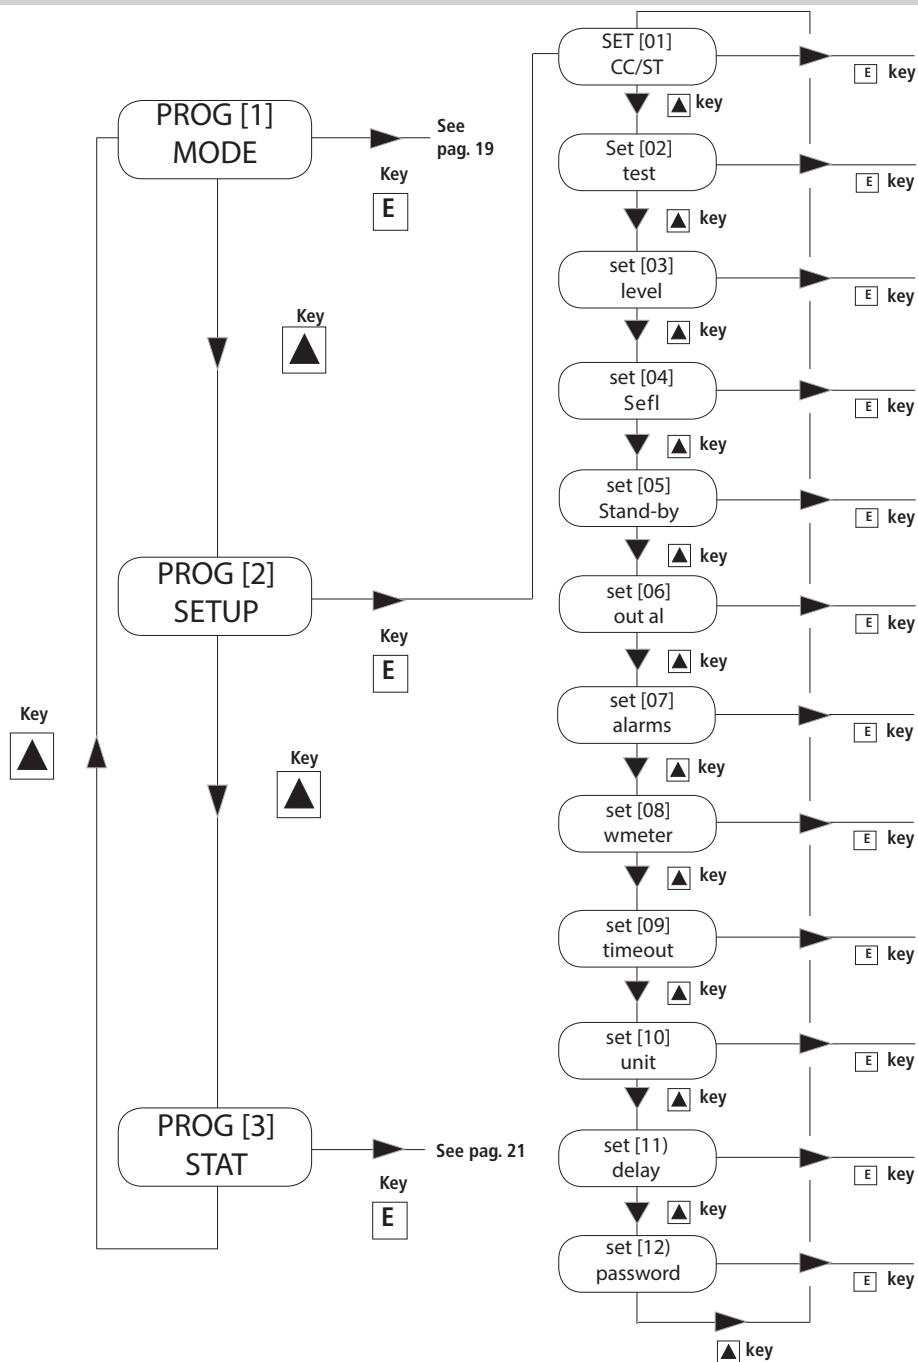 PROG [1]
MODE
See
pag. 19
Key
E
Key
PROG [2]
SETUP
Key
E
Key
Key
PROG [3]
STAT
See pag. 21
Key
E
SET [01]
CC/ST
E key
key
Set [02]
test
E key
key
set [03]
level
E key
key
set [04]
Sefl
E key
key
set [05]
Stand-by
E key
key
set [06]
out al
E key
key
set [07]
alarms
E key
key
set [08]
wmeter
E key
key
set [09]
timeout
E key
key
set [10]
unit
E key
key
set [11)
delay
E key
key
set [12)
password
E key
key